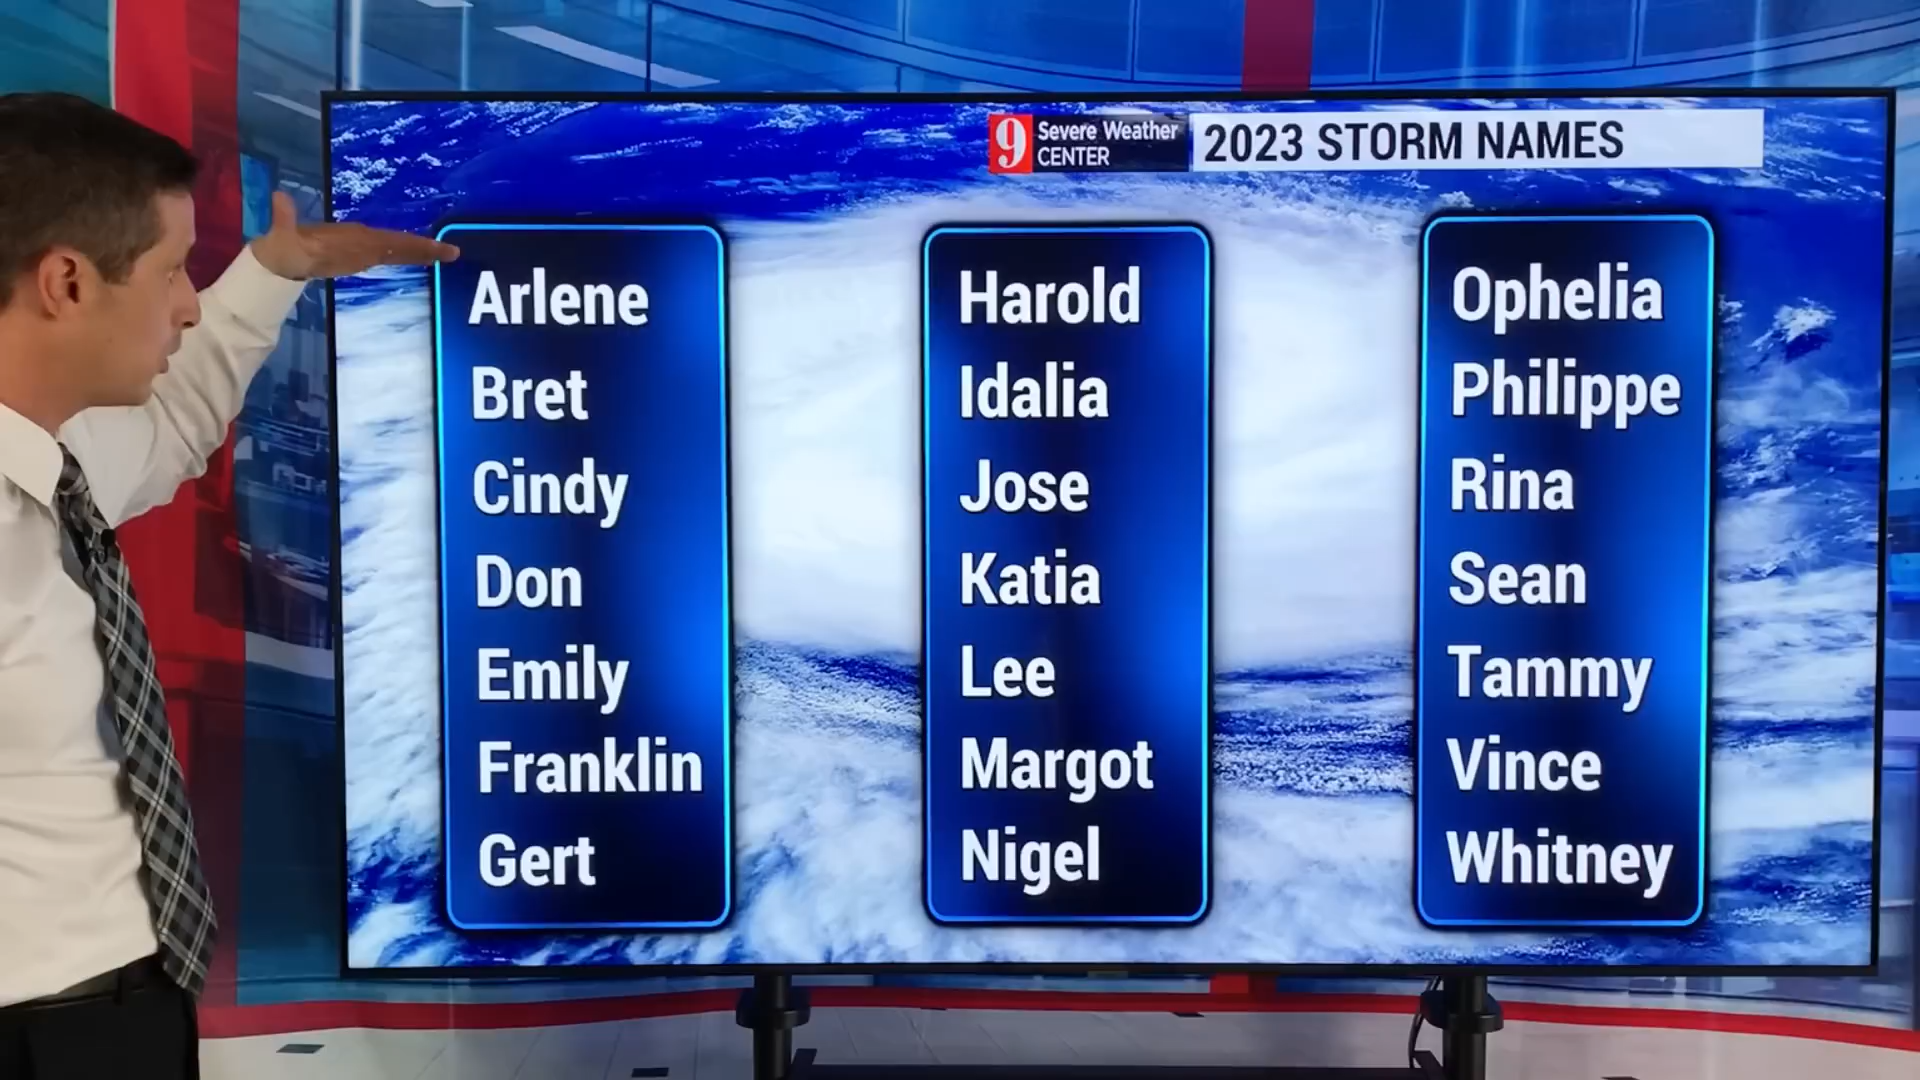 9 Severe Weather CENTER 2023 STORM NAMES
Arlene
Bret
Cindy
Don
Emily
Franklin
Gert
Harold
Idalia
Jose
Katia
Lee
Margot
Nigel
Ophelia
Philippe
Rina
Sean
Tammy
Vince
Whitney